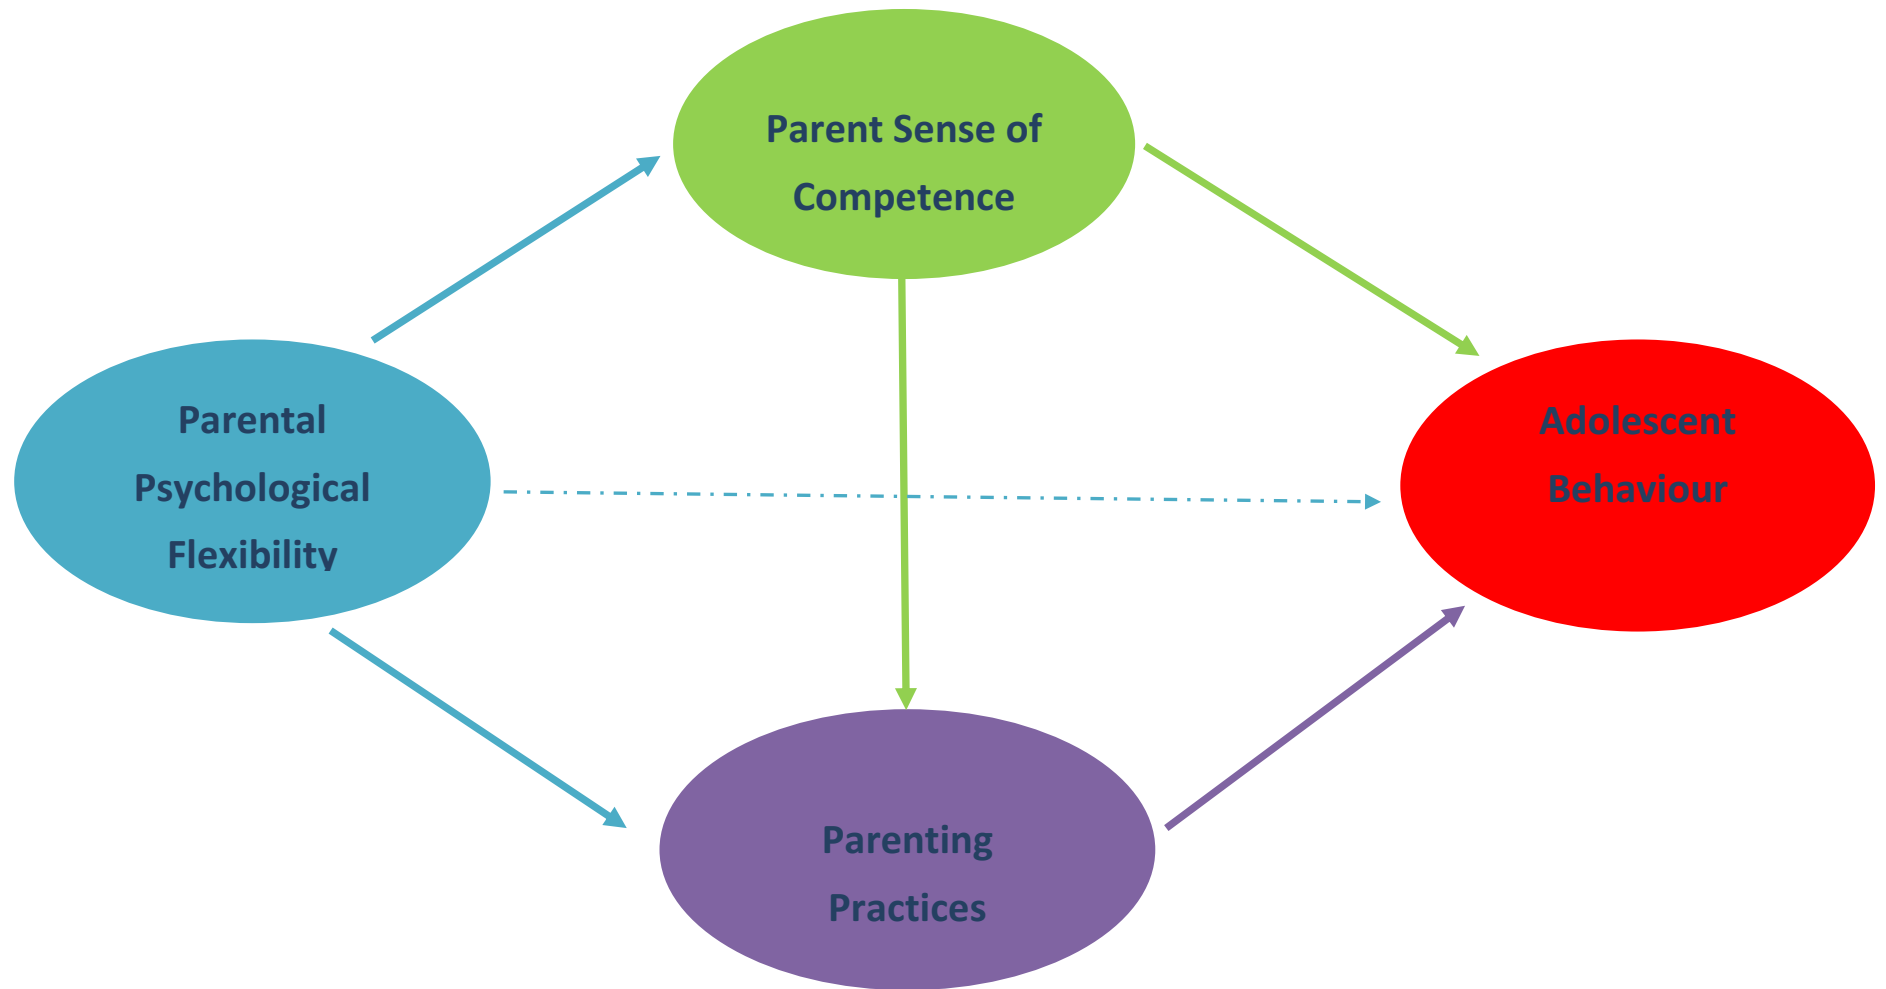 Parent Sense of
Competence
Parental
Psychological
Flexibility
Adolescent
Behaviour
Parenting
Practices